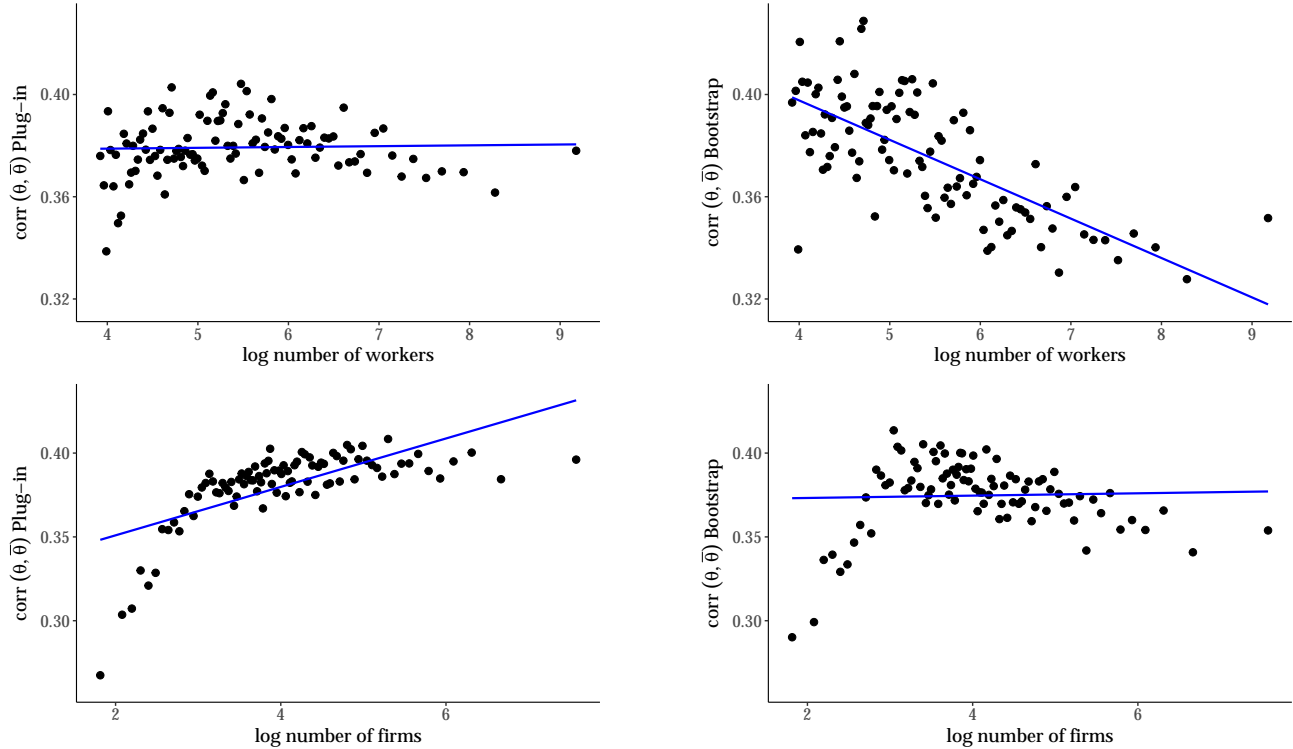 corr (θ, θ̅) Plug−in
0.40
0.36
0.32
4 5 6 7 8 9
log number of workers
corr (θ, θ̅) Bootstrap
0.40
0.36
0.32
4 5 6 7 8 9
log number of workers
corr (θ, θ̅) Plug−in
0.40
0.35
0.30
2 4 6
log number of firms
corr (θ, θ̅) Bootstrap
0.40
0.35
0.30
2 4 6
log number of firms